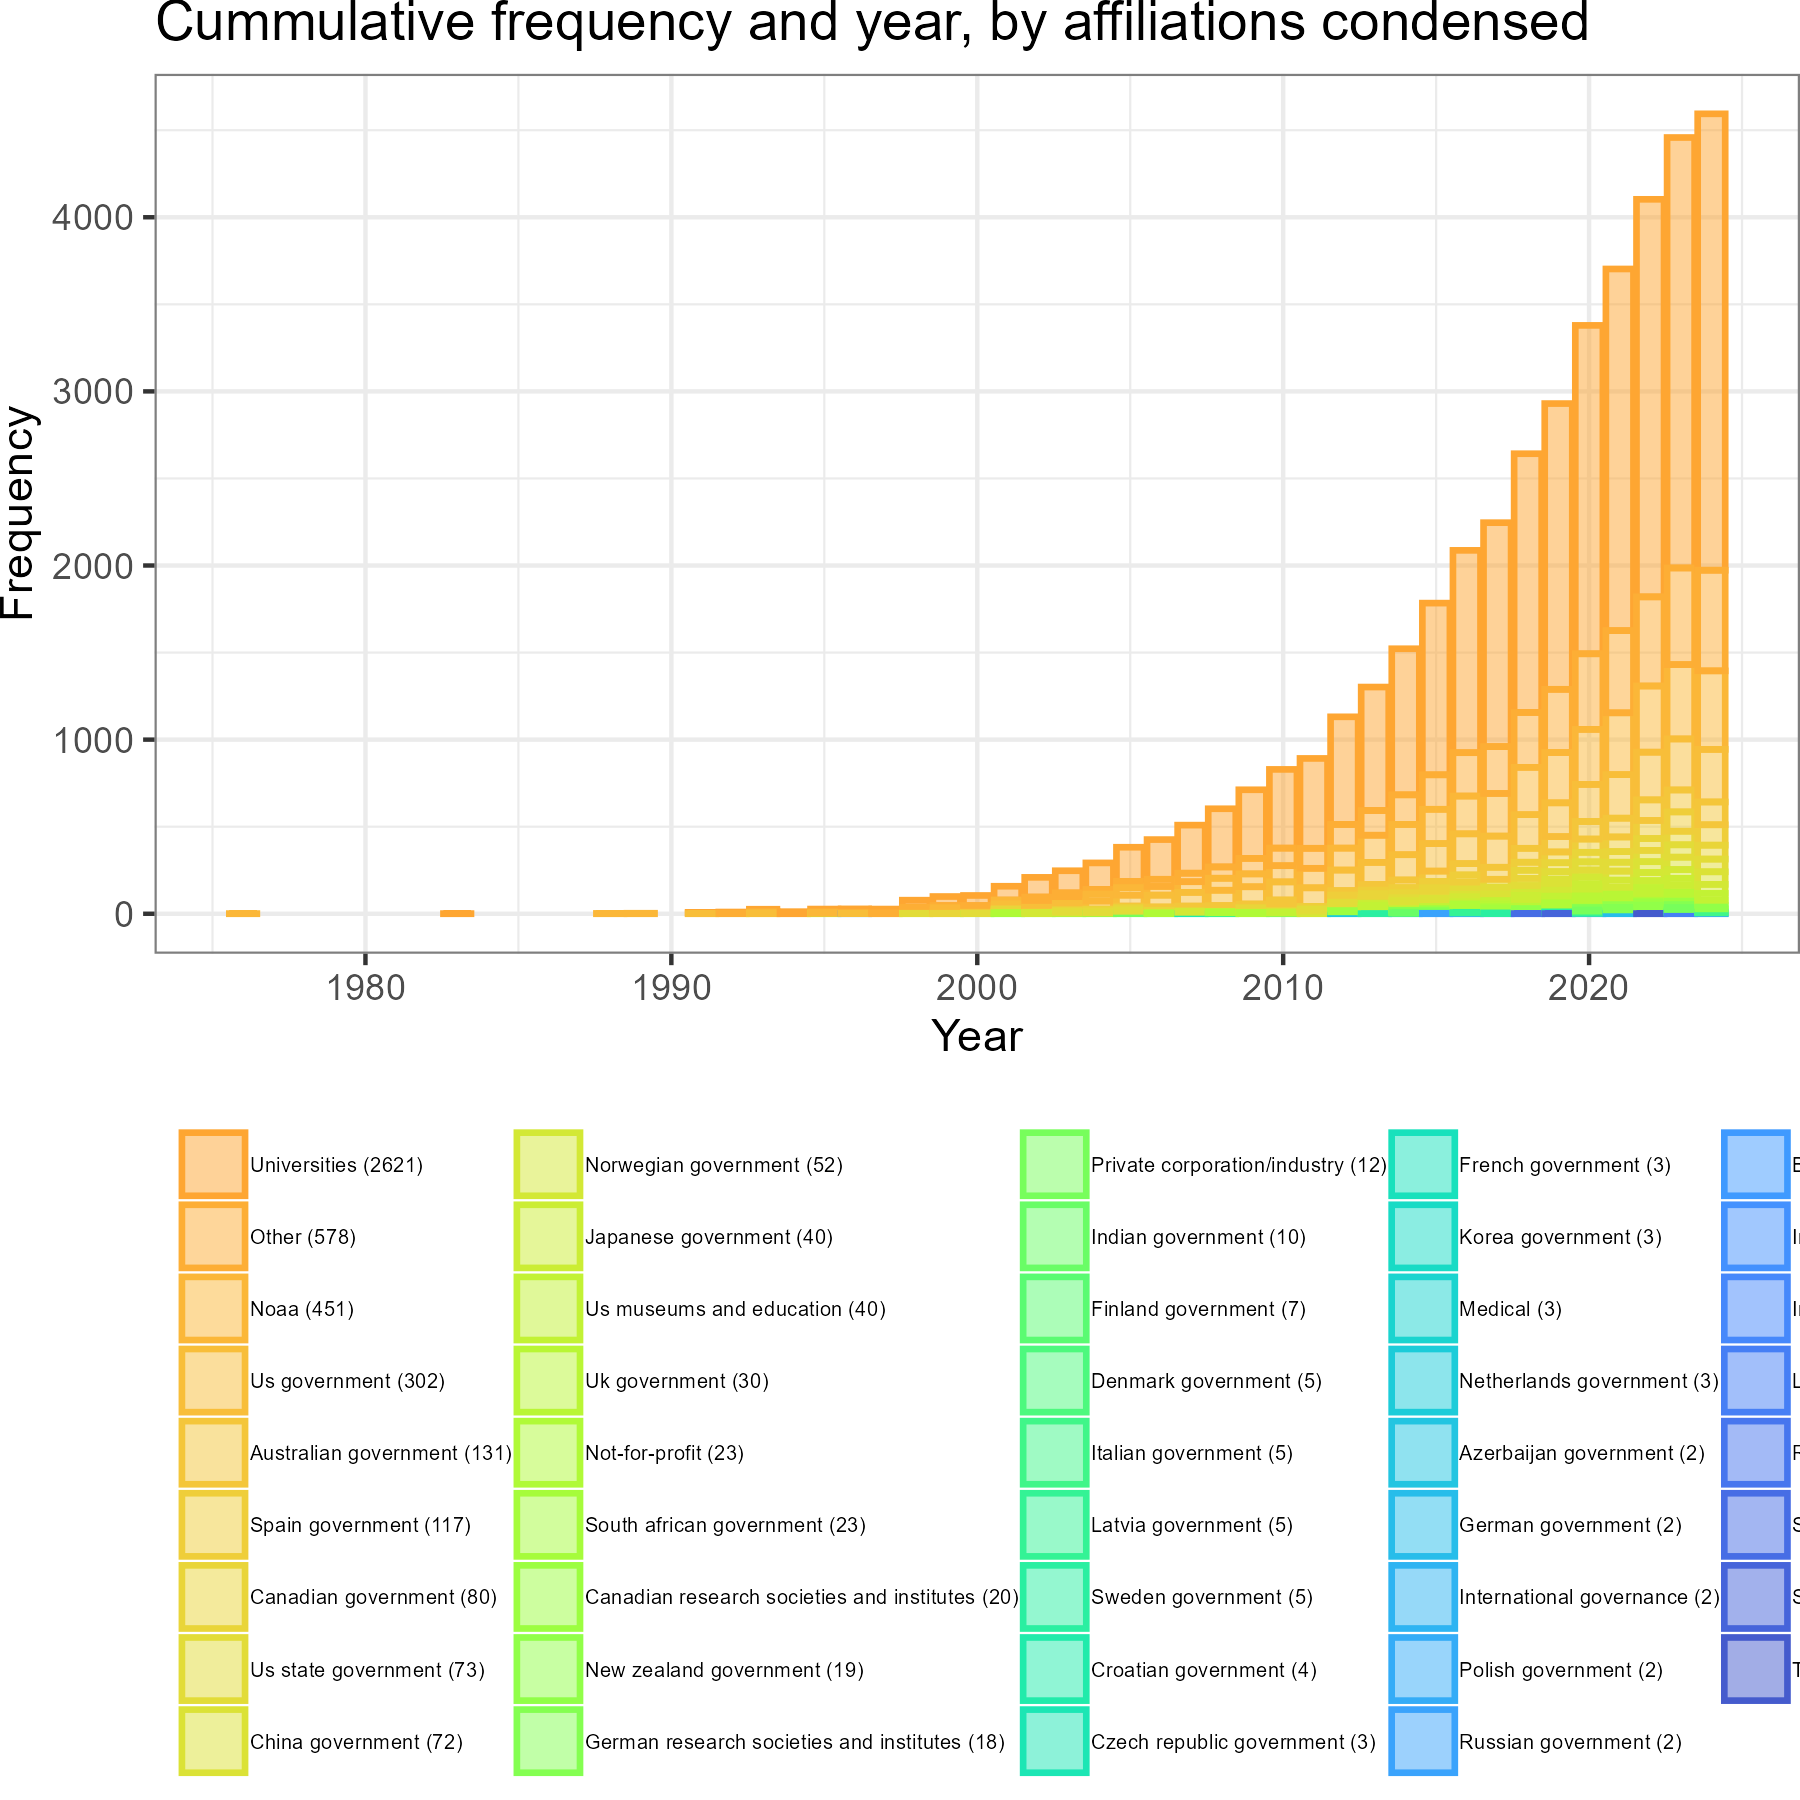 Cummulative frequency and year, by affiliations condensed
Frequency
4000
3000
2000
1000
0
1980 1990 2000 2010 2020
Year
Universities (2621)
Other (578)
Noaa (451)
Us government (302)
Australian government (131)
Spain government (117)
Canadian government (80)
Us state government (73)
China government (72)
Norwegian government (52)
Japanese government (40)
Us museums and education (40)
Uk government (30)
Not-for-profit (23)
South african government (23)
Canadian research societies and institutes (20)
New zealand government (19)
German research societies and institutes (18)
Private corporation/industry (12)
Indian government (10)
Finland government (7)
Denmark government (5)
Italian government (5)
Latvia government (5)
Sweden government (5)
Croatian government (4)
Czech republic government (3)
French government (3)
Korea government (3)
Medical (3)
Netherlands government (3)
Azerbaijan government (2)
German government (2)
International governance (2)
Polish government (2)
Russian government (2)